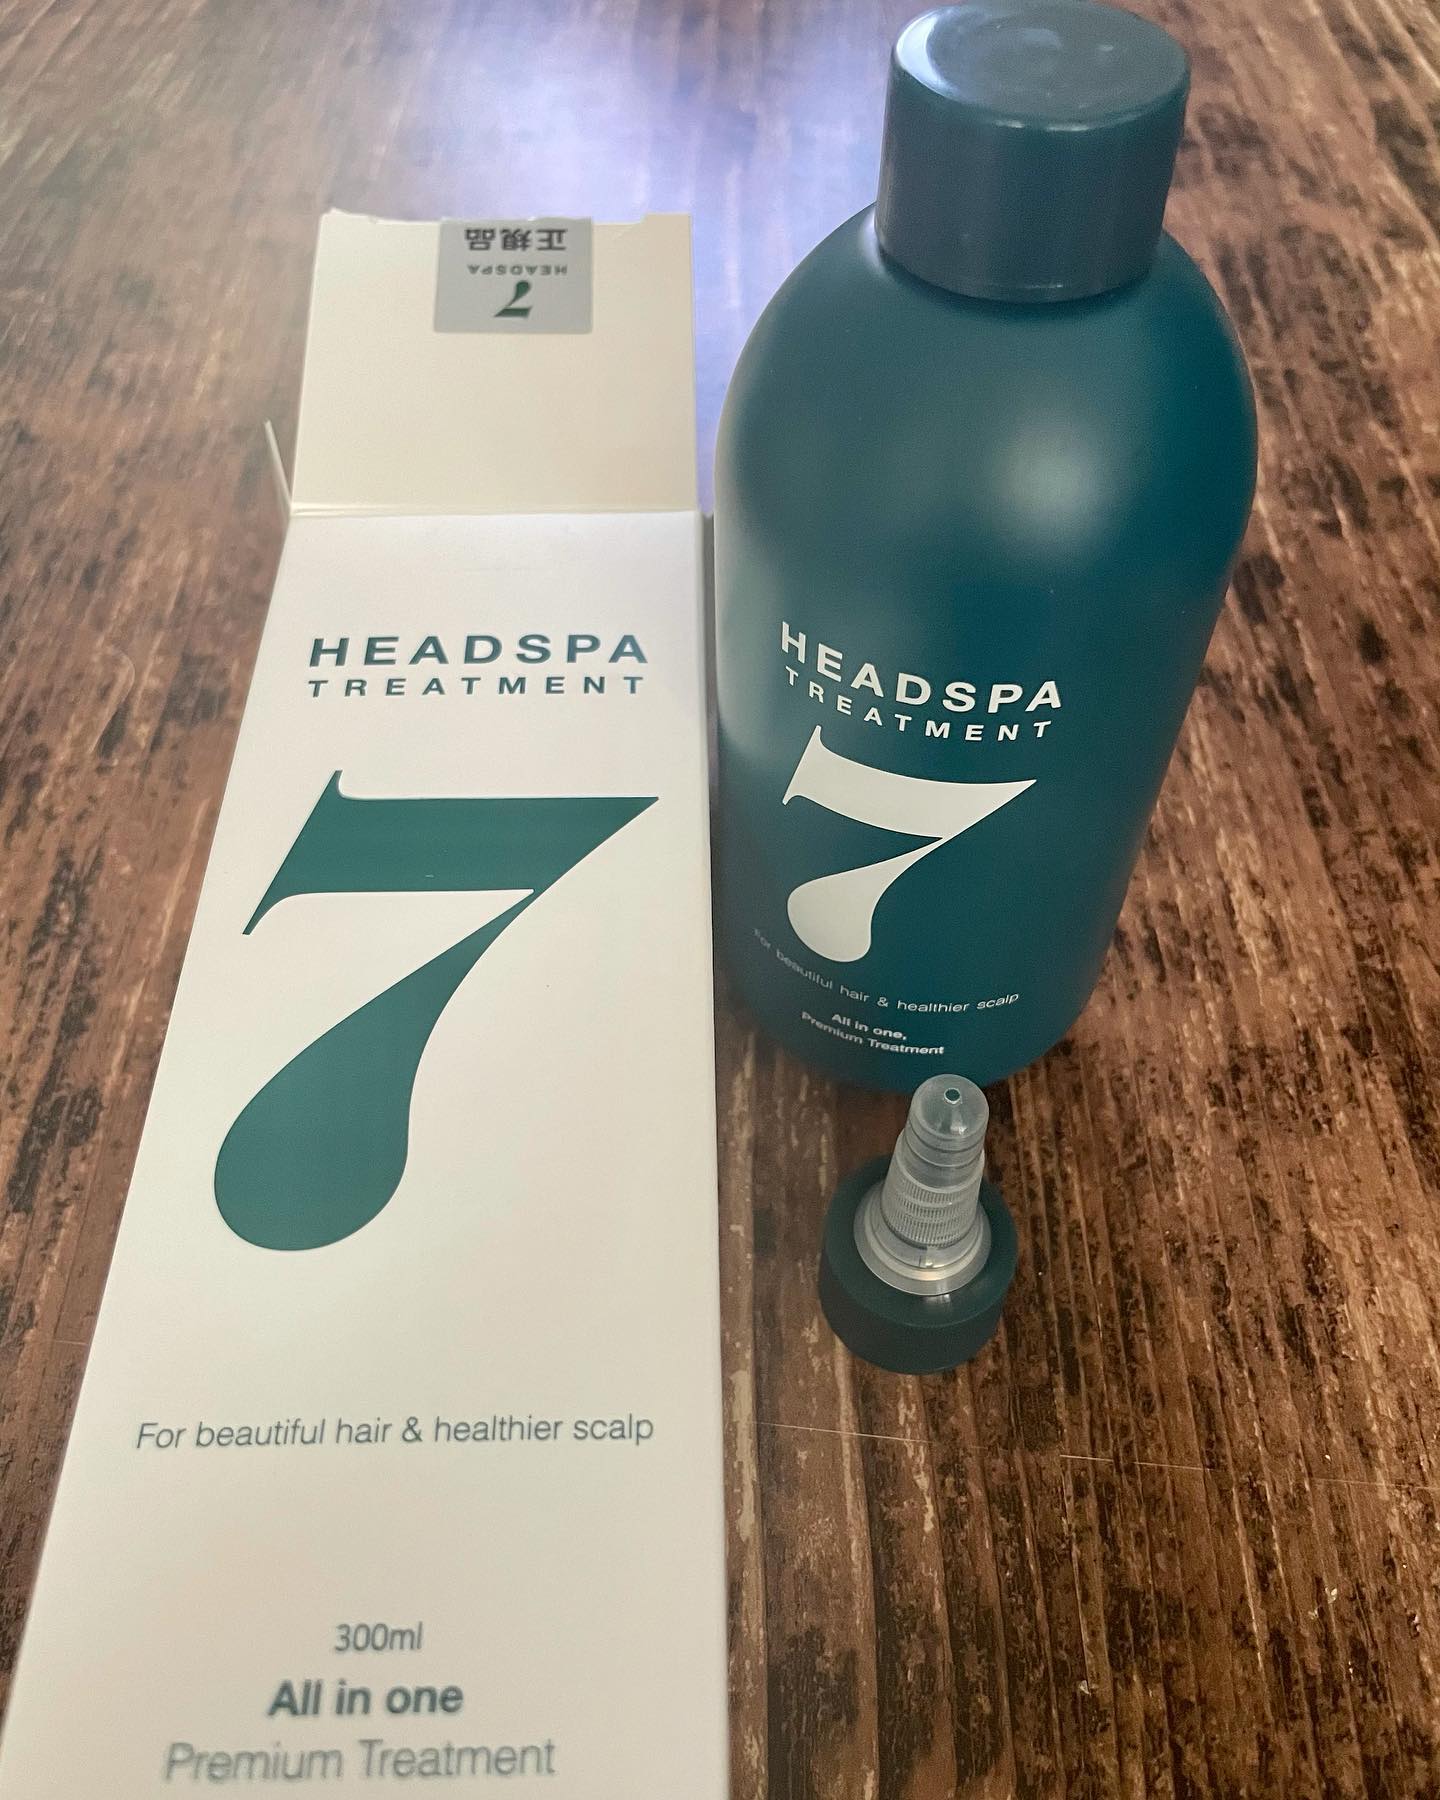 正規品
HEADSPA
7
HEADSPA
TREATMENT
7
For beautiful hair & healthier scalp
300ml
All in one
Premium Treatment
HEADSPA
TREATMENT
7
For beautiful hair & healthier scalp
All in one,
Premium Treatment